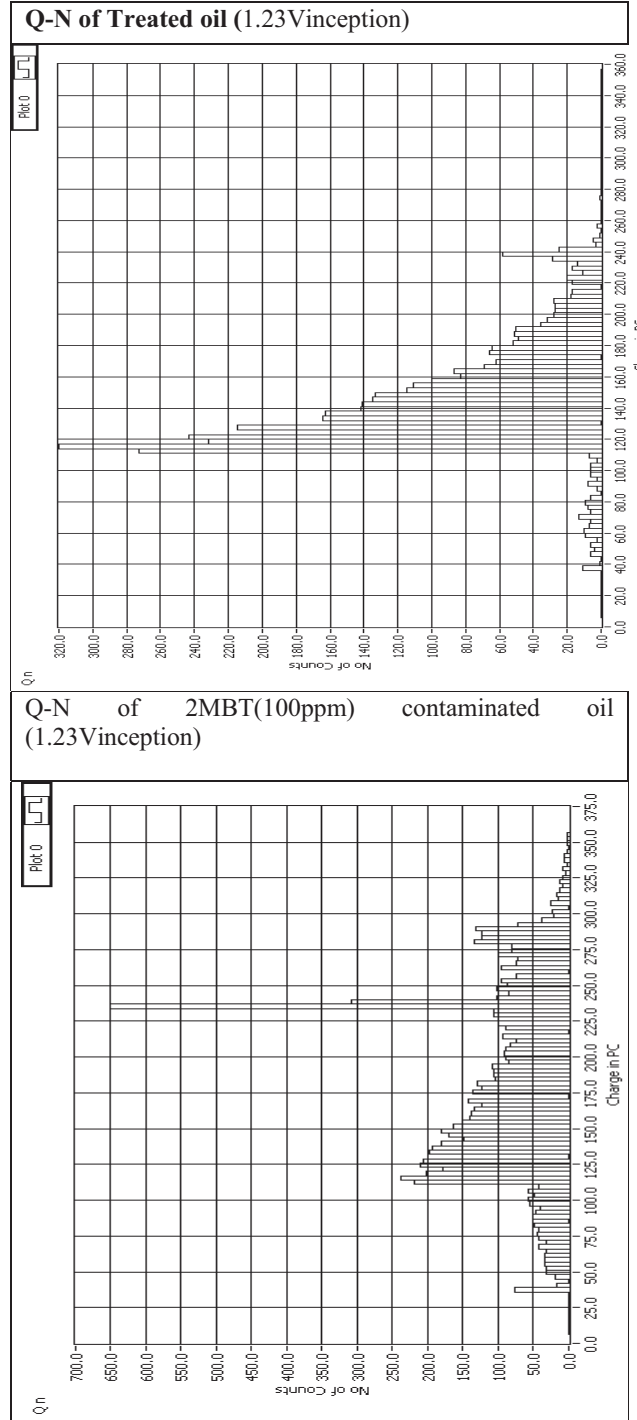 Q-N of Treated oil (1.23Vinception)
Plot 0
Q n
320.0
300.0
280.0
260.0
240.0
220.0
200.0
180.0
160.0
140.0
120.0
100.0
80.0
60.0
40.0
20.0
0.0
No of Counts
0.0 20.0 40.0 60.0 80.0 100.0 120.0 140.0 160.0 180.0 200.0 220.0 240.0 260.0 280.0 300.0 320.0 340.0 360.0
Q-N of 2MBT(100ppm) contaminated oil
(1.23Vinception)
Plot 0
Q n
700.0
650.0
600.0
550.0
500.0
450.0
400.0
350.0
300.0
250.0
200.0
150.0
100.0
50.0
0.0
No of Counts
0.0 25.0 50.0 75.0 100.0 125.0 150.0 175.0 200.0 225.0 250.0 275.0 300.0 325.0 350.0 375.0
Charge in PC